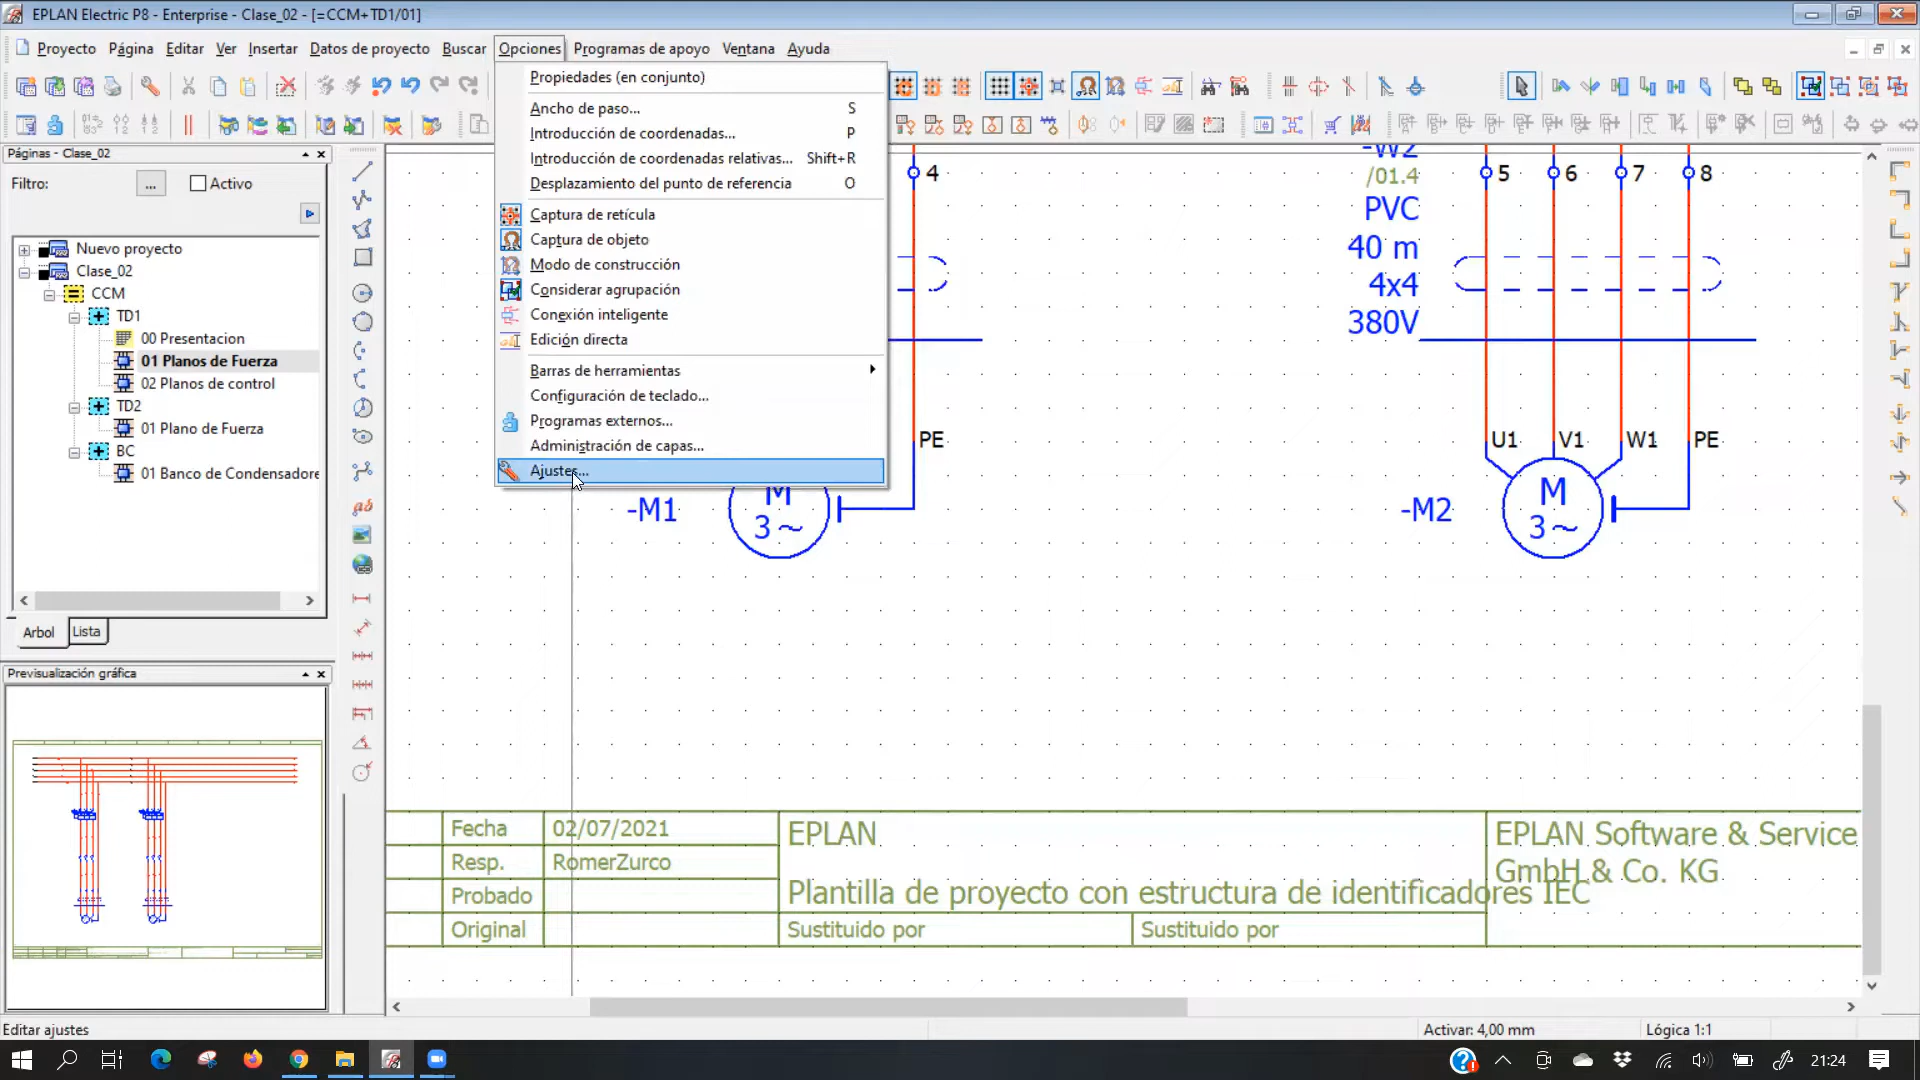 EPLAN Electric P8 - Enterprise - Clase_02 - [=CCM+TD1/01]
Proyecto Página Editar Ver Insertar Datos de proyecto Buscar Opciones Programas de apoyo Ventana Ayuda
Propiedades (en conjunto)
Ancho de paso... S
Introducción de coordenadas... P
Introducción de coordenadas relativas... Shift+R
Desplazamiento del punto de referencia O
Captura de retícula
Captura de objeto
Modo de construcción
Considerar agrupación
Conexión inteligente
Edición directa
Barras de herramientas
Configuración de teclado...
Programas externos...
Administración de capas...
Ajustes...
Páginas - Clase_02
Filtro: ... Activo
Nuevo proyecto
Clase_02
CCM
TD1
00 Presentacion
01 Planos de Fuerza
02 Planos de control
TD2
01 Plano de Fuerza
BC
01 Banco de Condensadore
Arbol Lista
Previsualización gráfica
ab
4
-W2
/01.4
PVC
40 m
4x4
380V
5 6 7 8
PE
U1 V1 W1 PE
-M1
M
3 ~
-M2
M
3 ~
Fecha 02/07/2021
Resp. RomerZurco
Probado
Original
EPLAN
Plantilla de proyecto con estructura de identificadores IEC
Sustituido por Sustituido por
EPLAN Software & Service
GmbH & Co. KG
Editar ajustes
Activar: 4,00 mm
Lógica 1:1
21:24